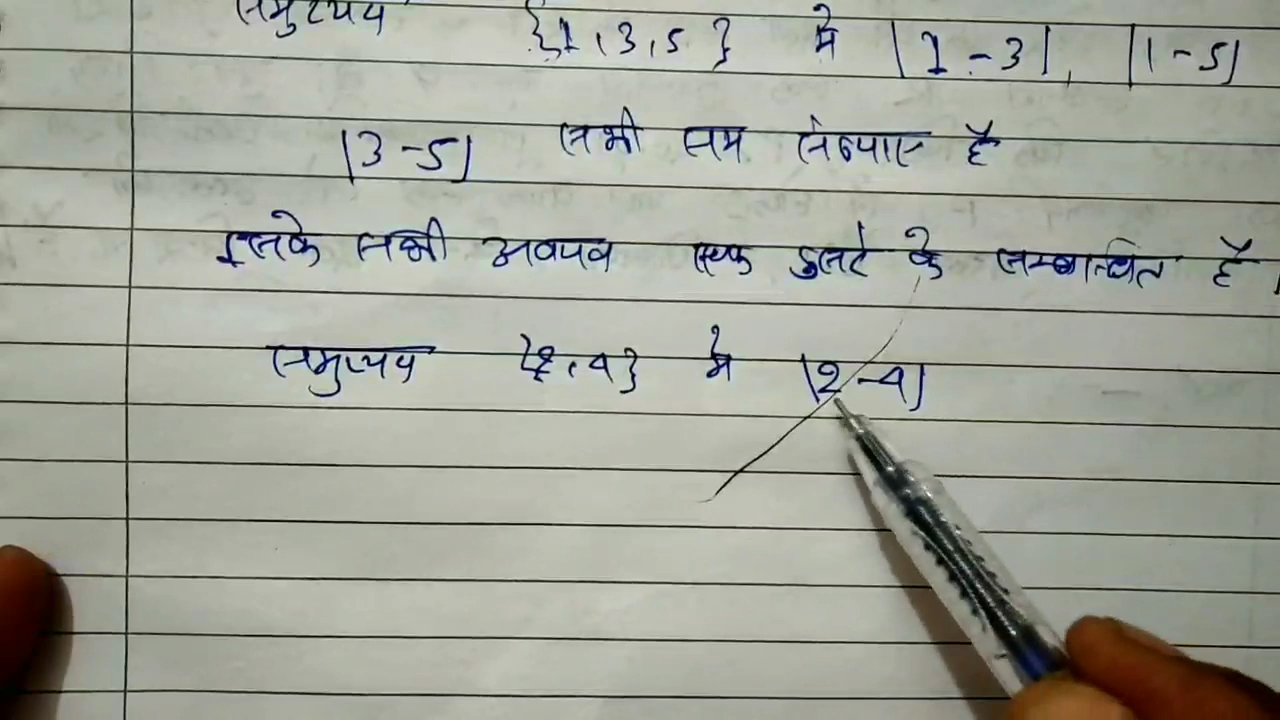 समुच्चय {1,3,5} मे |1-3|, |1-5|
|3-5| सभी सम संख्याए है
इसके सभी अवयव एक दुसरे के सम्बन्धित है।
समुच्चय {2,4} मे |2-4|